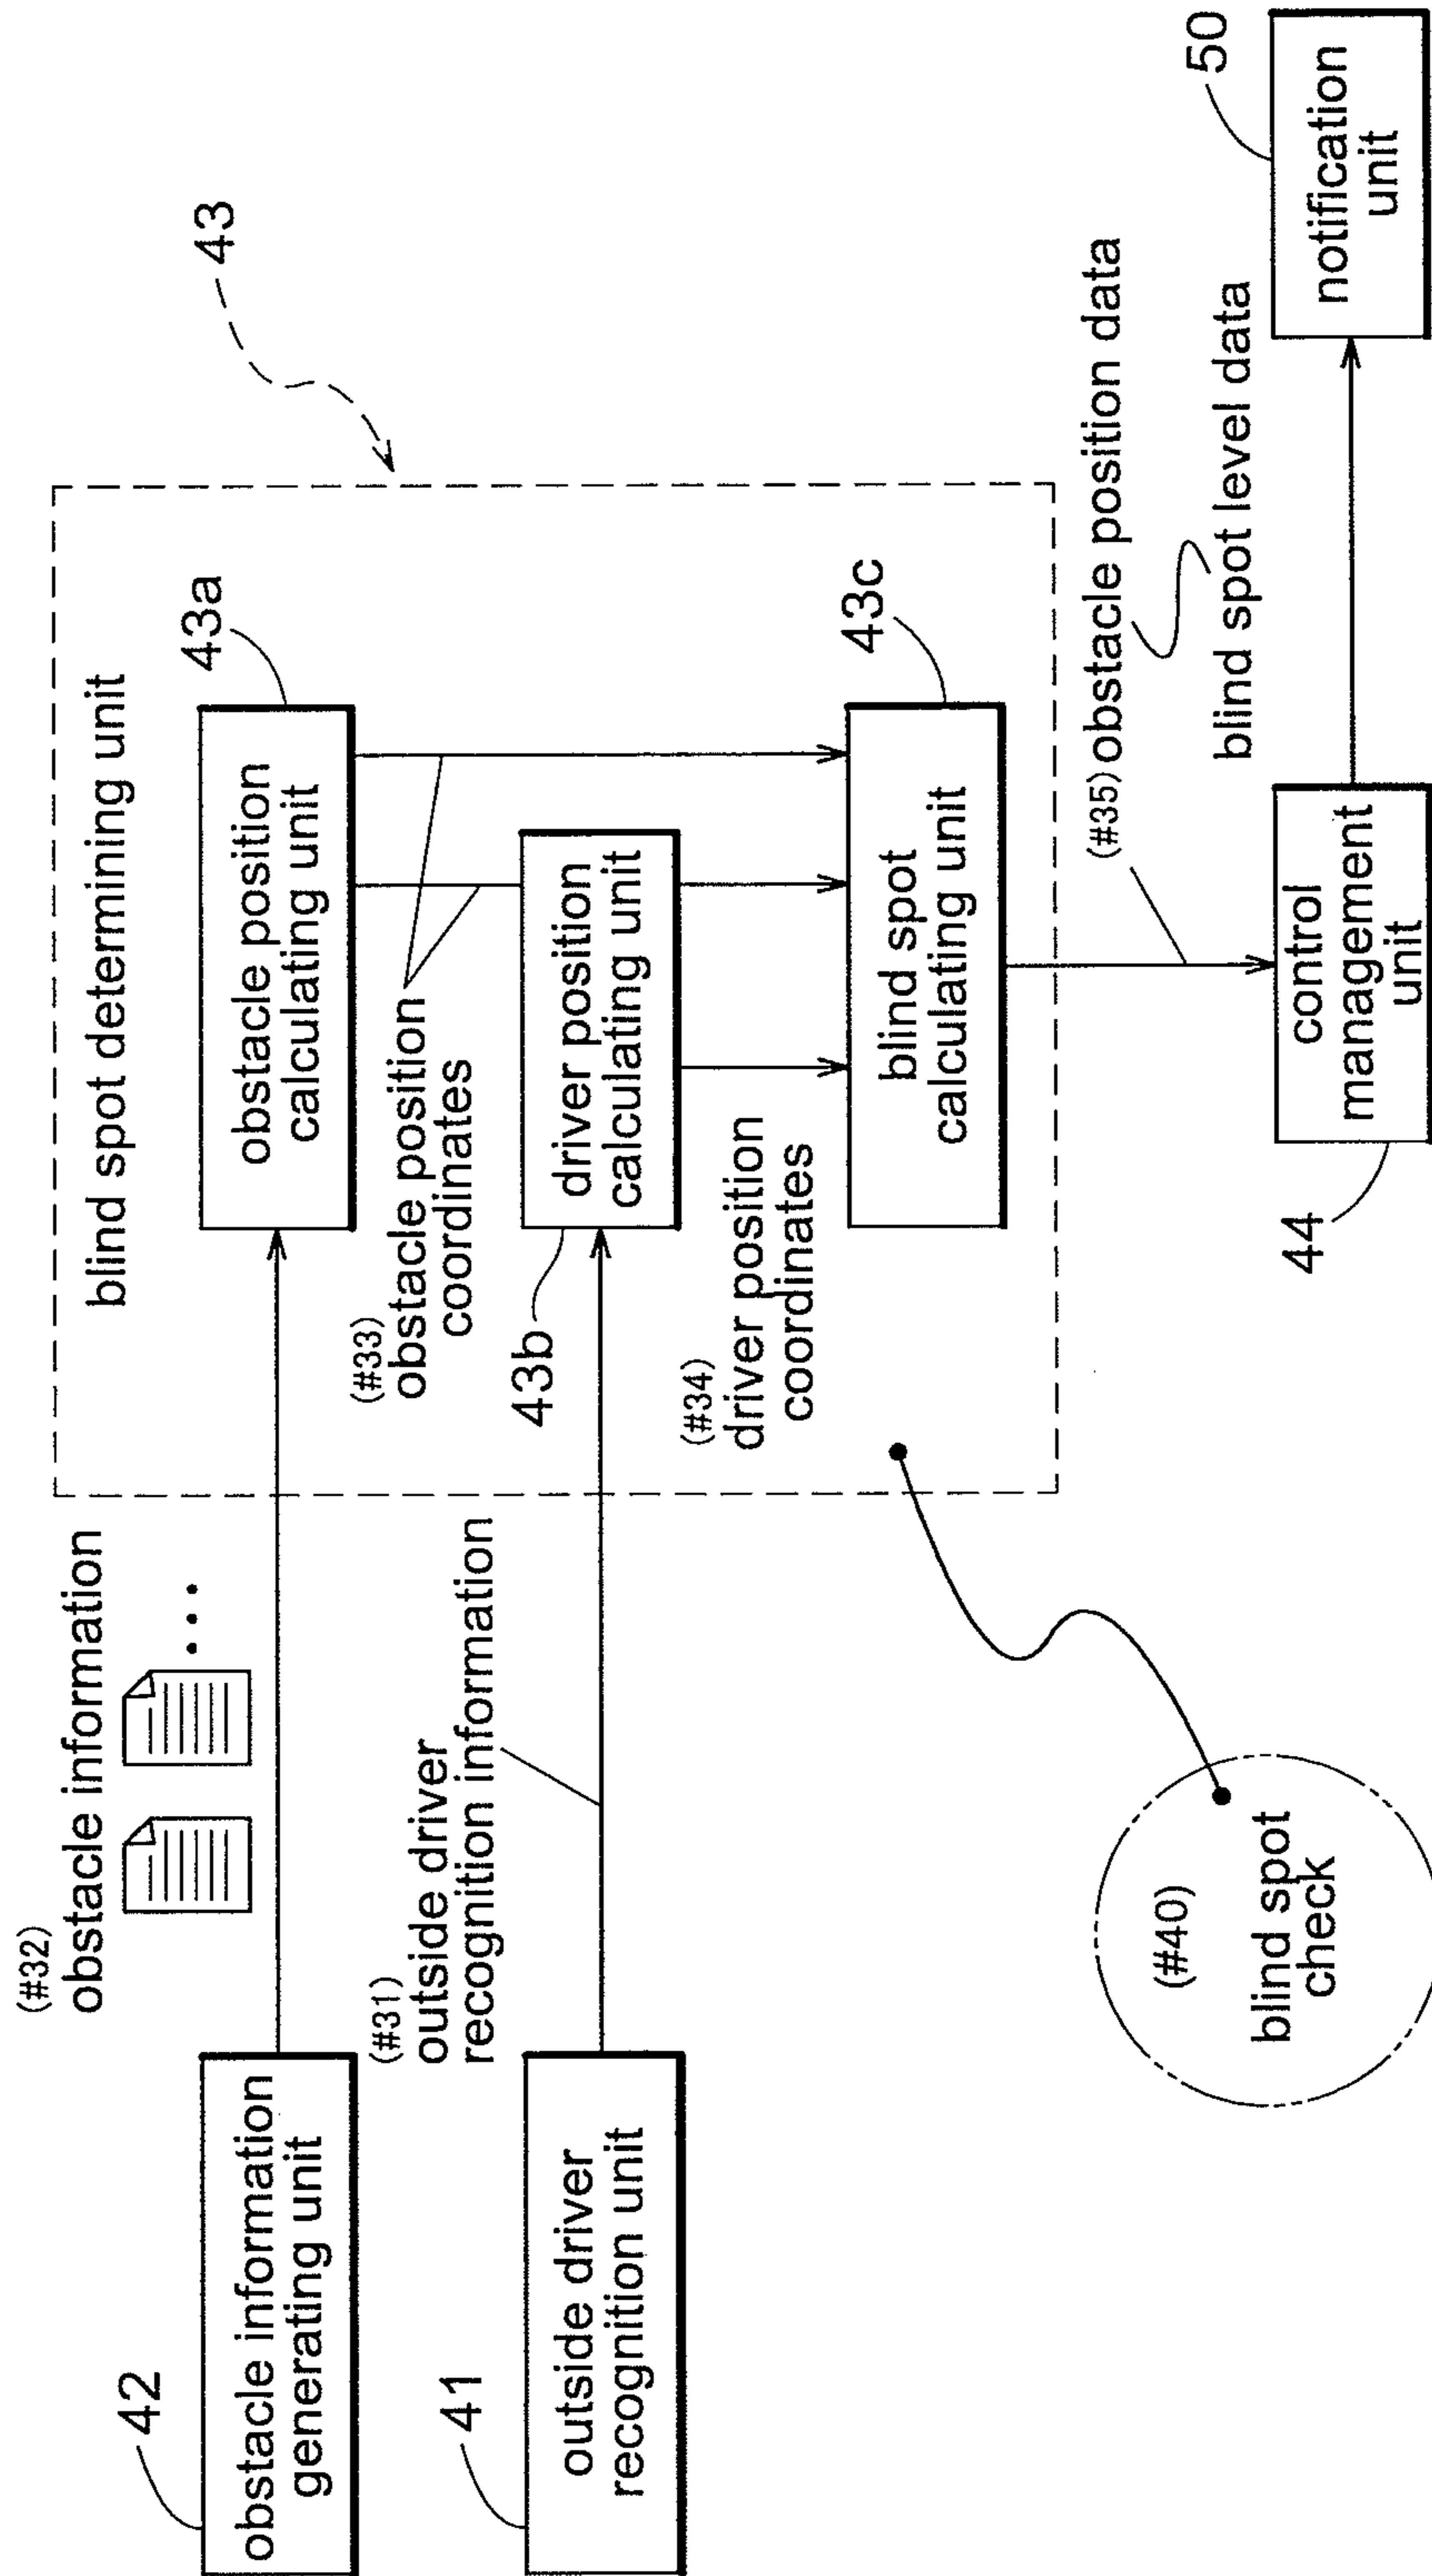 (#32)
obstacle information
42
obstacle information
generating unit
(#31)
outside driver
recognition information
41
outside driver
recognition unit
(#40)
blind spot
check
blind spot determining unit
43
43a
obstacle position
calculating unit
(#33)
obstacle position
coordinates
43b
driver position
calculating unit
(#34)
driver position
coordinates
43c
blind spot
calculating unit
(#35) obstacle position data
blind spot level data
44
control
management
unit
50
notification
unit